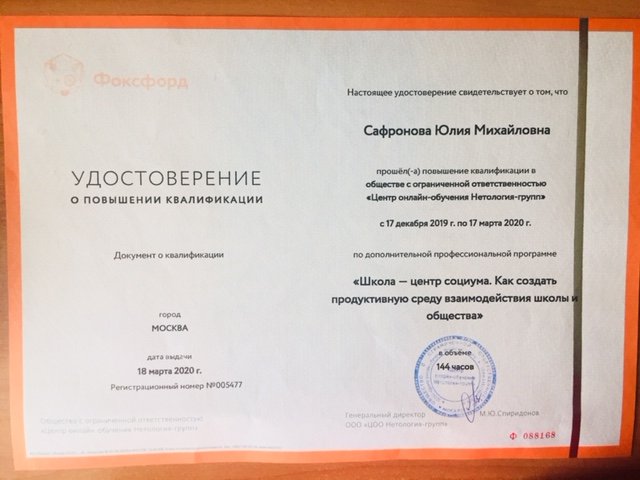 Фоксфорд
УДОСТОВЕРЕНИЕ
О ПОВЫШЕНИИ КВАЛИФИКАЦИИ
Документ о квалификации
город
МОСКВА
дата выдачи
18 марта 2020 г.
Регистрационный номер №005477
Общество с ограниченной ответственностью
«Центр онлайн-обучения Нетология-групп»
Настоящее удостоверение свидетельствует о том, что
Сафронова Юлия Михайловна
прошёл(-а) повышение квалификации в
обществе с ограниченной ответственностью
«Центр онлайн-обучения Нетология-групп»
с 17 декабря 2019 г. по 17 марта 2020 г.
по дополнительной профессиональной программе
«Школа — центр социума. Как создать
продуктивную среду взаимодействия школы и
общества»
в объёме
144 часов
Генеральный директор М.Ю.Спиридонов
ООО «ЦОО Нетология-групп»
Ф 088168